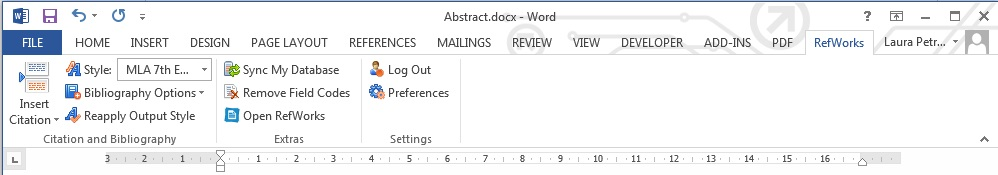 Abstract.docx - Word
FILE HOME INSERT DESIGN PAGE LAYOUT REFERENCES MAILINGS REVIEW VIEW DEVELOPER ADD-INS PDF RefWorks Laura Petr...
Style: MLA 7th E... Sync My Database Log Out
Insert Citation Bibliography Options Remove Field Codes Preferences
Reapply Output Style Open RefWorks
Citation and Bibliography Extras Settings
L 3 2 1 1 2 3 4 5 6 7 8 9 10 11 12 13 14 15 16